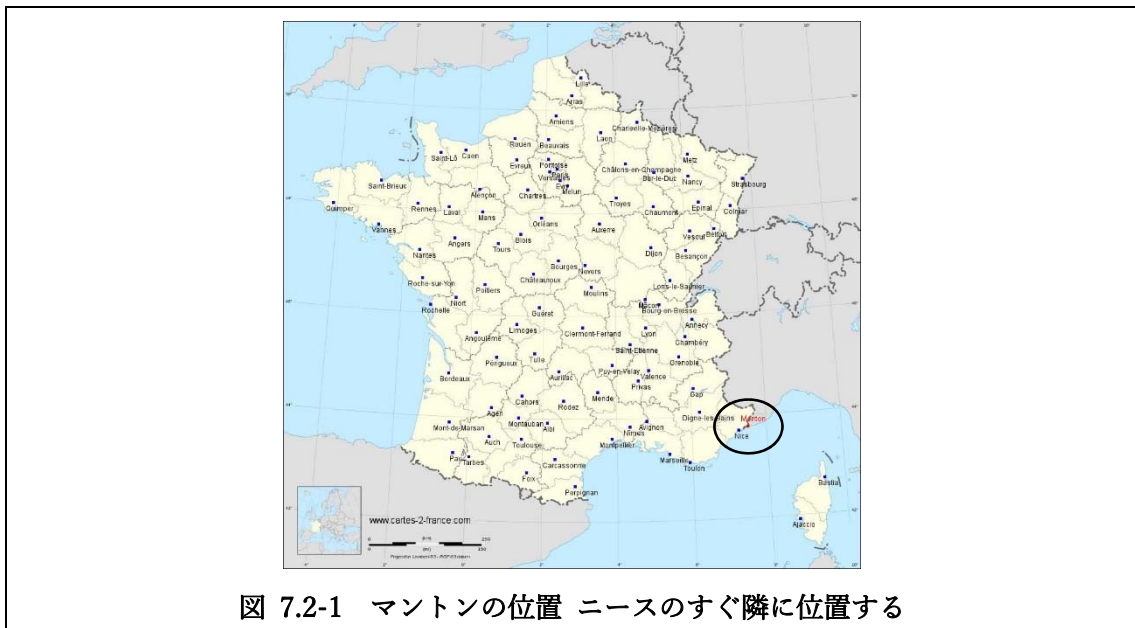 Lille
Arras
Amiens
Charleville-Mézières
Rouen
Beauvais
Laon
Saint-Lô
Caen
Evreux
Pontoise
Paris
Versailles
Evry
Melun
Châlons-en-Champagne
Bar-le-Duc
Metz
Nancy
Strasbourg
Saint-Brieuc
Quimper
Vannes
Rennes
Laval
Alençon
Mans
Chartres
Orléans
Troyes
Chaumont
Epinal
Colmar
Nantes
Angers
Tours
Blois
Auxerre
Dijon
Vesoul
Belfort
Besançon
Roche-sur-Yon
Poitiers
Châteauroux
Bourges
Nevers
Moulins
Lons-le-Saunier
Rochelle
Niort
Guéret
Mâcon
Bourg-en-Bresse
Annecy
Angoulême
Limoges
Clermont-Ferrand
Lyon
Chambéry
Saint-Etienne
Grenoble
Périgueux
Tulle
Bordeaux
Aurillac
Puy-en-Velay
Valence
Privas
Gap
Cahors
Rodez
Mende
Agen
Montauban
Albi
Mont-de-Marsan
Auch
Toulouse
Montpellier
Nîmes
Avignon
Digne-les-Bains
Menton
Nice
Pau
Tarbes
Foix
Carcassonne
Perpignan
Marseille
Toulon
Bastia
Ajaccio
www.cartes-2-france.com
図 7.2-1 マントンの位置 ニースのすぐ隣に位置する